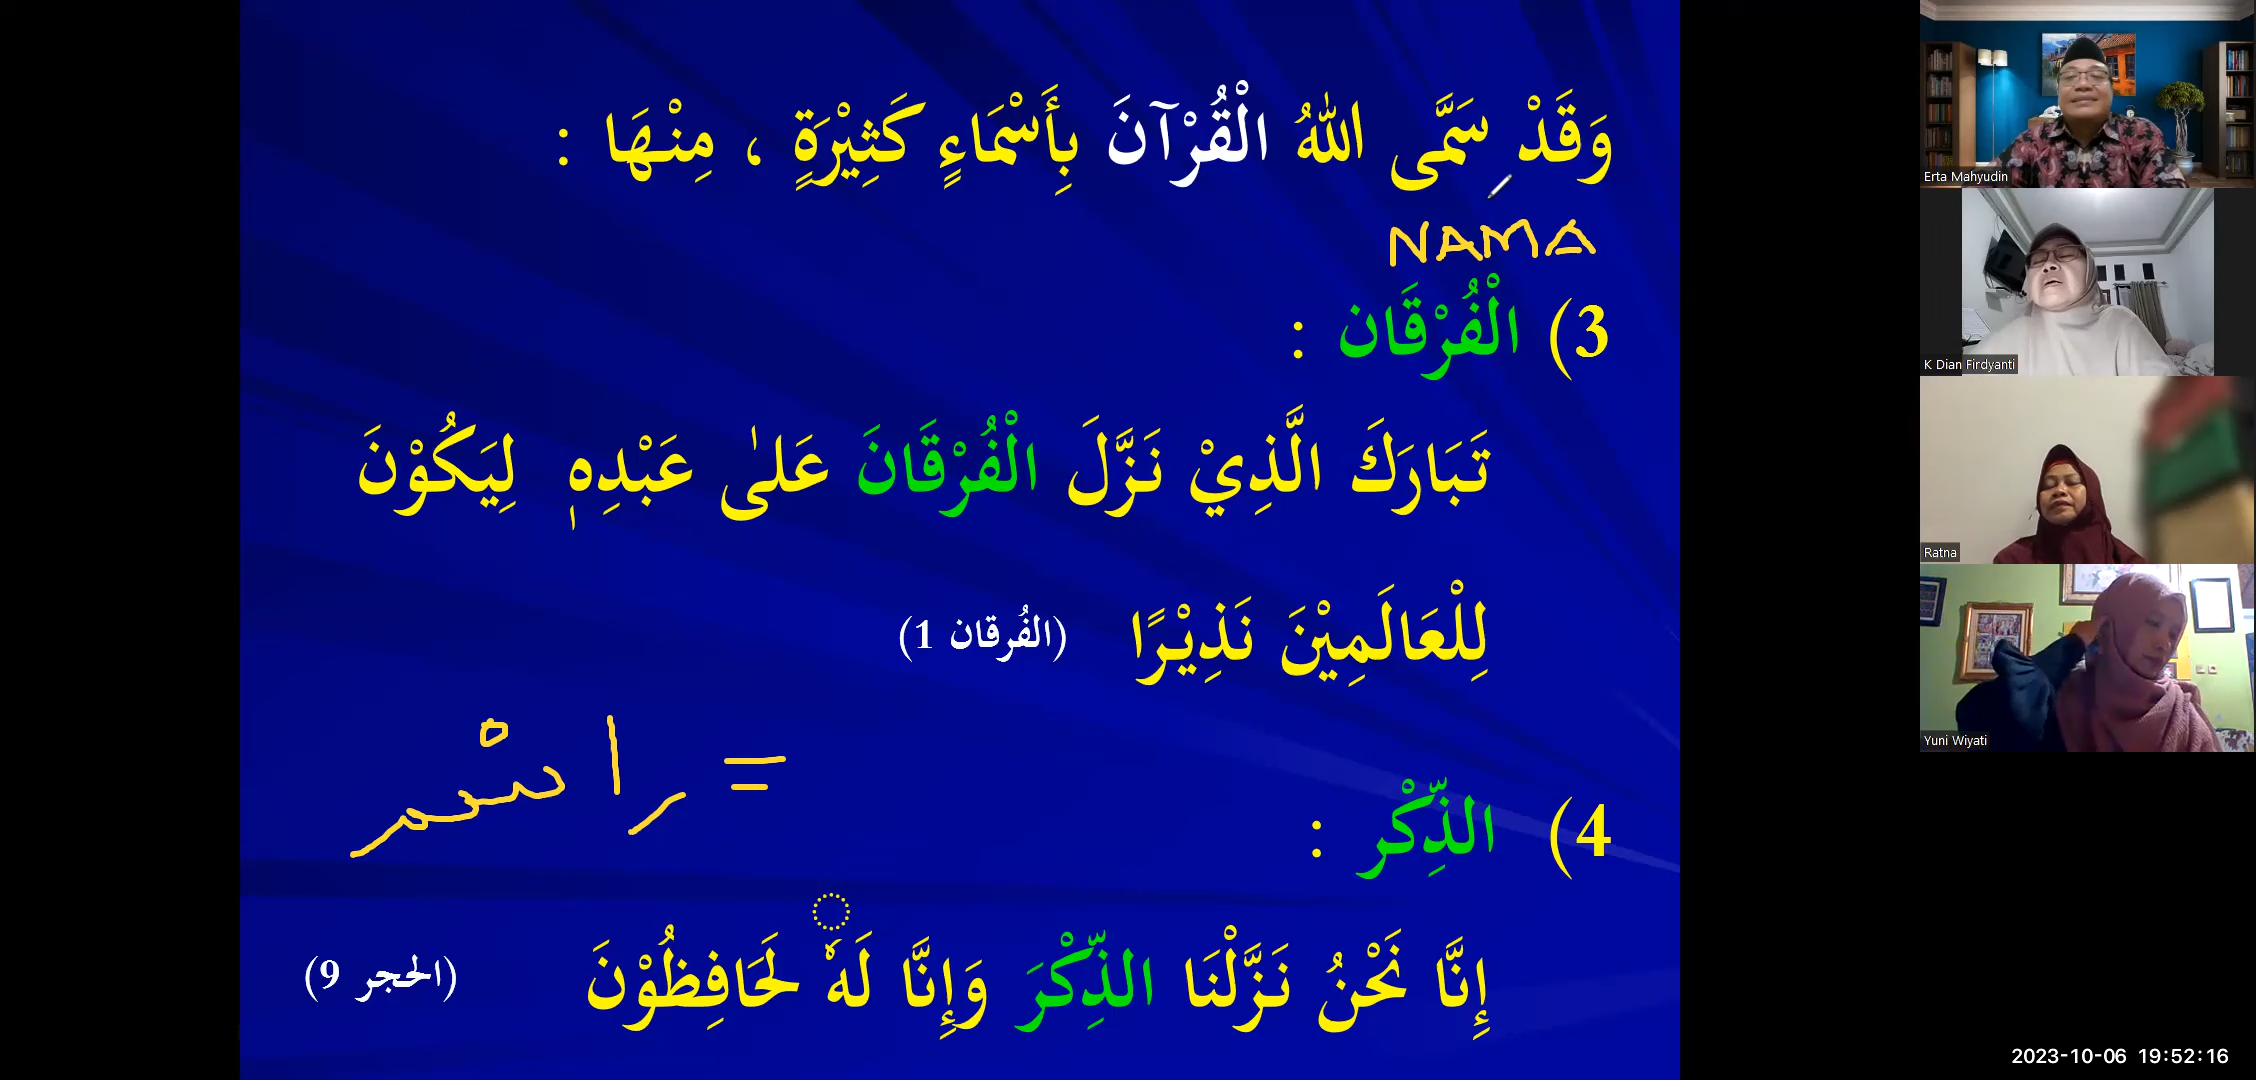 وَقَدْ سَمَّى اللهُ الْقُرْآنَ بِأَسْمَاءٍ كَثِيْرَةٍ ، مِنْهَا :
NAMA
3) الْفُرْقَان :
تَبَارَكَ الَّذِيْ نَزَّلَ الْفُرْقَانَ عَلىٰ عَبْدِهٖ لِيَكُوْنَ
لِلْعَالَمِيْنَ نَذِيْرًا (الفُرقان 1)
4) الذِّكْر :
إِنَّا نَحْنُ نَزَّلْنَا الذِّكْرَ وَإِنَّا لَهٗ لَحَافِظُوْنَ (الحجر 9)
Erta Mahyudin
K Dian Firdyanti
Ratna
Yuni Wiyati
2023-10-06 19:52:16